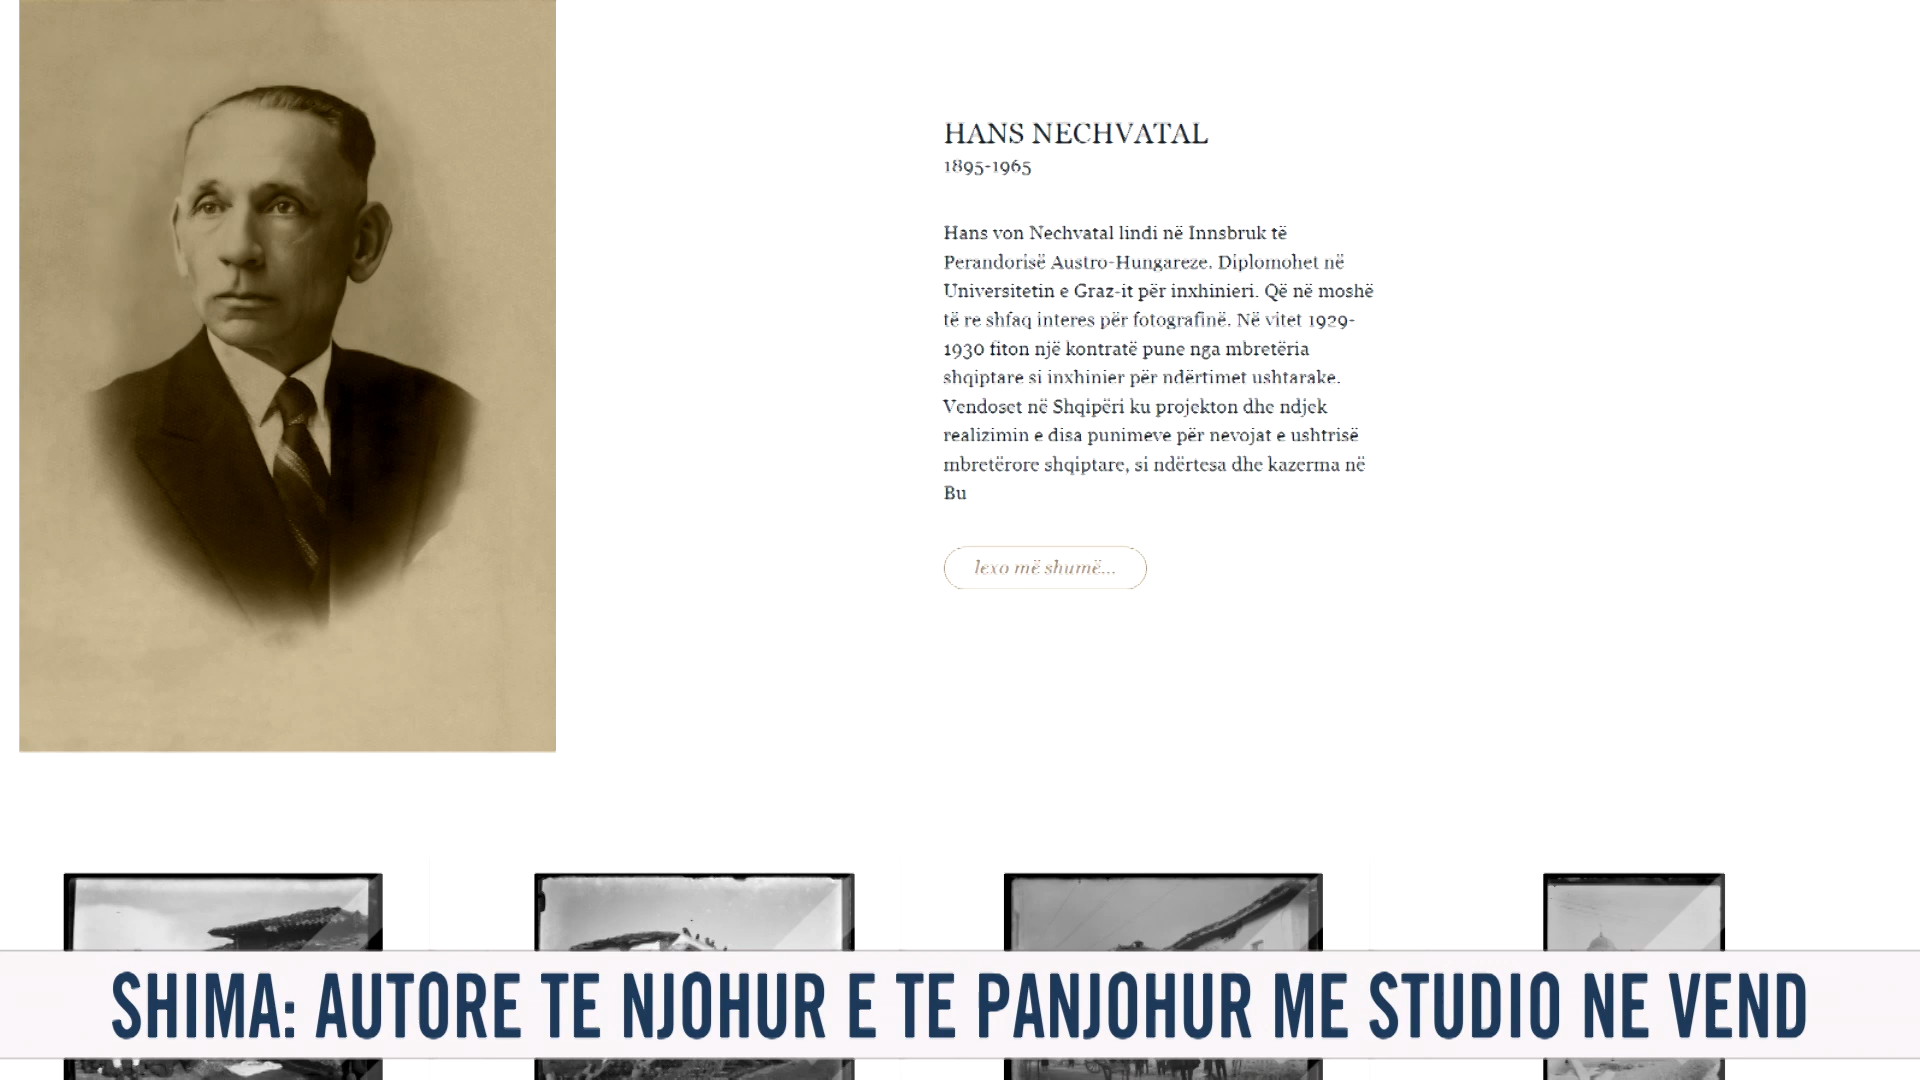 HANS NECHVATAL
1895-1965
Hans von Nechvatal lindi në Innsbruk të
Perandorisë Austro-Hungareze. Diplomohet në
Universitetin e Graz-it për inxhinieri. Që në moshë
të re shfaq interes për fotografinë. Në vitet 1929-
1930 fiton një kontratë pune nga mbretëria
shqiptare si inxhinier për ndërtimet ushtarake.
Vendoset në Shqipëri ku projekton dhe ndjek
realizimin e disa punimeve për nevojat e ushtrisë
mbretërore shqiptare, si ndërtesa dhe kazerma në
Bu
lexo më shumë...
SHIMA: AUTORE TE NJOHUR E TE PANJOHUR ME STUDIO NE VEND